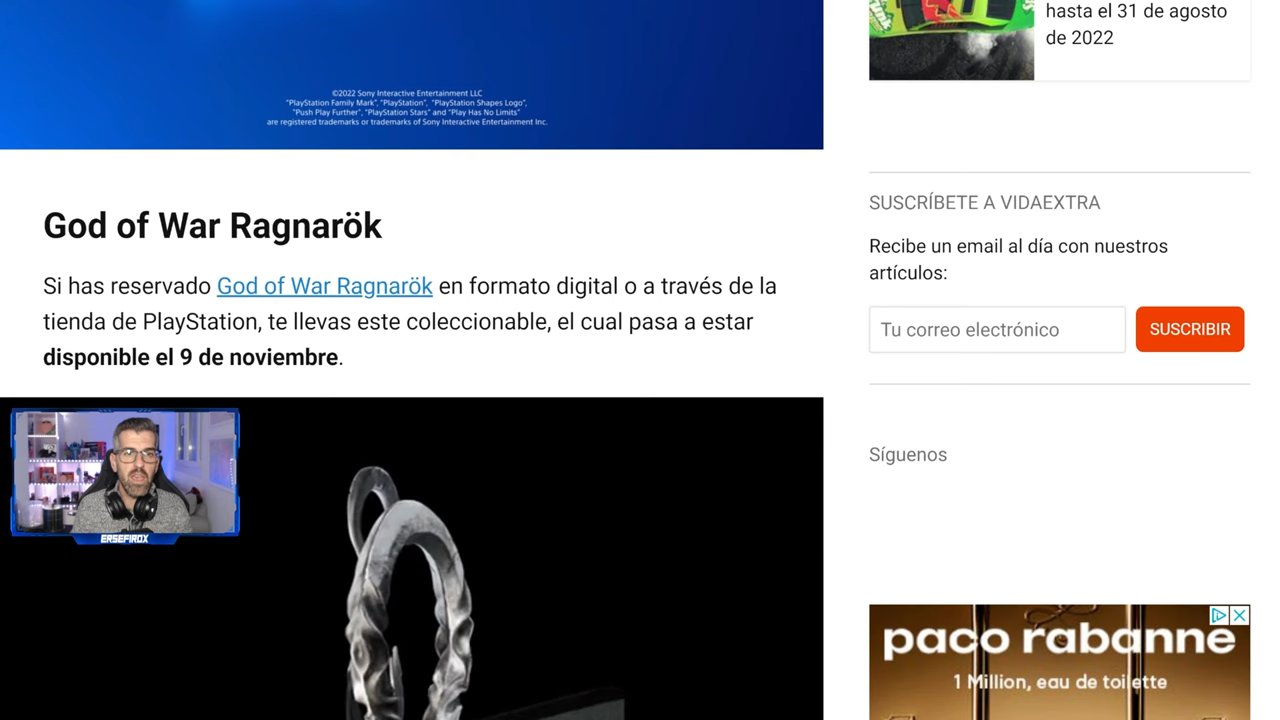 ©2022 Sony Interactive Entertainment LLC
"PlayStation Family Mark", "PlayStation", "PlayStation Shapes Logo",
"Push Play Further", "PlayStation Stars" and "Play Has No Limits"
are registered trademarks or trademarks of Sony Interactive Entertainment Inc.
God of War Ragnarök
Si has reservado God of War Ragnarök en formato digital o a través de la
tienda de PlayStation, te llevas este coleccionable, el cual pasa a estar
disponible el 9 de noviembre.
ERSEFIROX
hasta el 31 de agosto
de 2022
SUSCRÍBETE A VIDAEXTRA
Recibe un email al día con nuestros
artículos:
Tu correo electrónico
SUSCRIBIR
Síguenos
paco rabanne
1 Million, eau de toilette